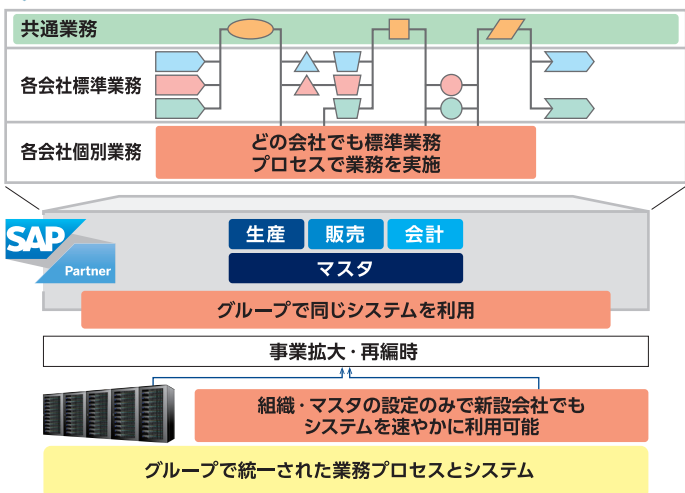 共通業務
各会社標準業務
各会社個別業務
どの会社でも標準業務
プロセスで業務を実施
SAP
Partner
生産 販売 会計
マスタ
グループで同じシステムを利用
事業拡大・再編時
組織・マスタの設定のみで新設会社でも
システムを速やかに利用可能
グループで統一された業務プロセスとシステム